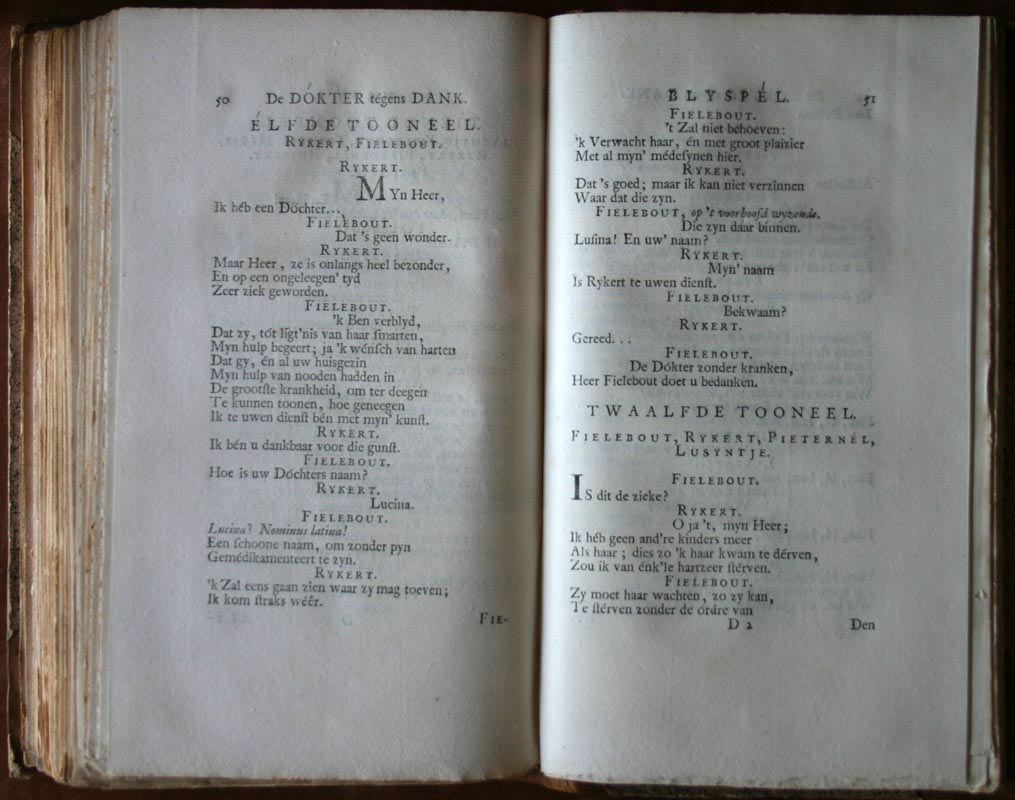 50 De DÓKTER tégens DANK.
ÉLFDE TOONEEL.
RYKERT, FIELEBOUT.
RYKERT.
MYn Heer,
Ik héb een Dóchter...
FIELEBOUT.
Dat 's geen wonder.
RYKERT.
Maar Heer, ze is onlangs heel bezonder,
En op een ongeleegen' tyd
Zeer ziek geworden.
FIELEBOUT.
'k Ben verblyd,
Dat zy, tót ligt'nis van haar ſmarten,
Myn hulp begeert; ja 'k wénſch van harten
Dat gy, én al uw huisgezin
Myn hulp van nooden hadden in
De grootſte krankheid, om ter deegen
Te kunnen toonen, hoe geneegen
Ik te uwen dienſt bén met myn' kunſt.
RYKERT.
Ik bén u dankbaar voor die gunſt.
FIELEBOUT.
Hoe is uw Dóchters naam?
RYKERT.
Lucina.
FIELEBOUT.
Lucina? Nominus latina!
Een ſchoone naam, om zonder pyn
Gemédikamenteert te zyn.
RYKERT.
'k Zal eens gaan zien waar zy mag toeven;
Ik kom ſtraks wéêr.
FIE-
BLYSPÉL. 51
FIELEBOUT.
't Zal niet behoeven:
'k Verwacht haar, én met groot plaizier
Met al myn' médeſynen hier.
RYKERT.
Dat 's goed; maar ik kan niet verzinnen
Waar dat die zyn.
FIELEBOUT, op 't voorhoofd wyzende.
Die zyn daar binnen.
Luſina! En uw' naam?
RYKERT.
Myn' naam
Is Rykert te uwen dienſt.
FIELEBOUT.
Bekwaam?
RYKERT.
Gereed...
FIELEBOUT.
De Dókter zonder kranken,
Heer Fielebout doet u bedanken.
TWAALFDE TOONEEL.
FIELEBOUT, RYKERT, PIETERNÉL,
LUSYNTJE.
FIELEBOUT.
IS dit de zieke?
RYKERT.
O ja 't, myn Heer;
Ik héb geen and're kinders meer
Als haar; dies zo 'k haar kwam te dérven,
Zou ik van énk'le hartzeer ſtérven.
FIELEBOUT.
Zy moet haar wachten, zo zy kan,
Te ſtérven zonder de ordre van
D 2 Den